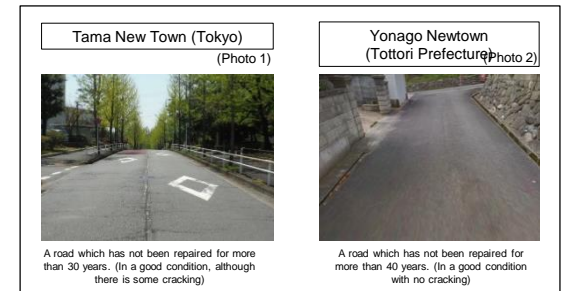 Tama New Town (Tokyo)
(Photo 1)
A road which has not been repaired for more
than 30 years. (In a good condition, although
there is some cracking)
Yonago Newtown
(Tottori Prefecture)
(Photo 2)
A road which has not been repaired for
more than 40 years. (In a good condition
with no cracking)